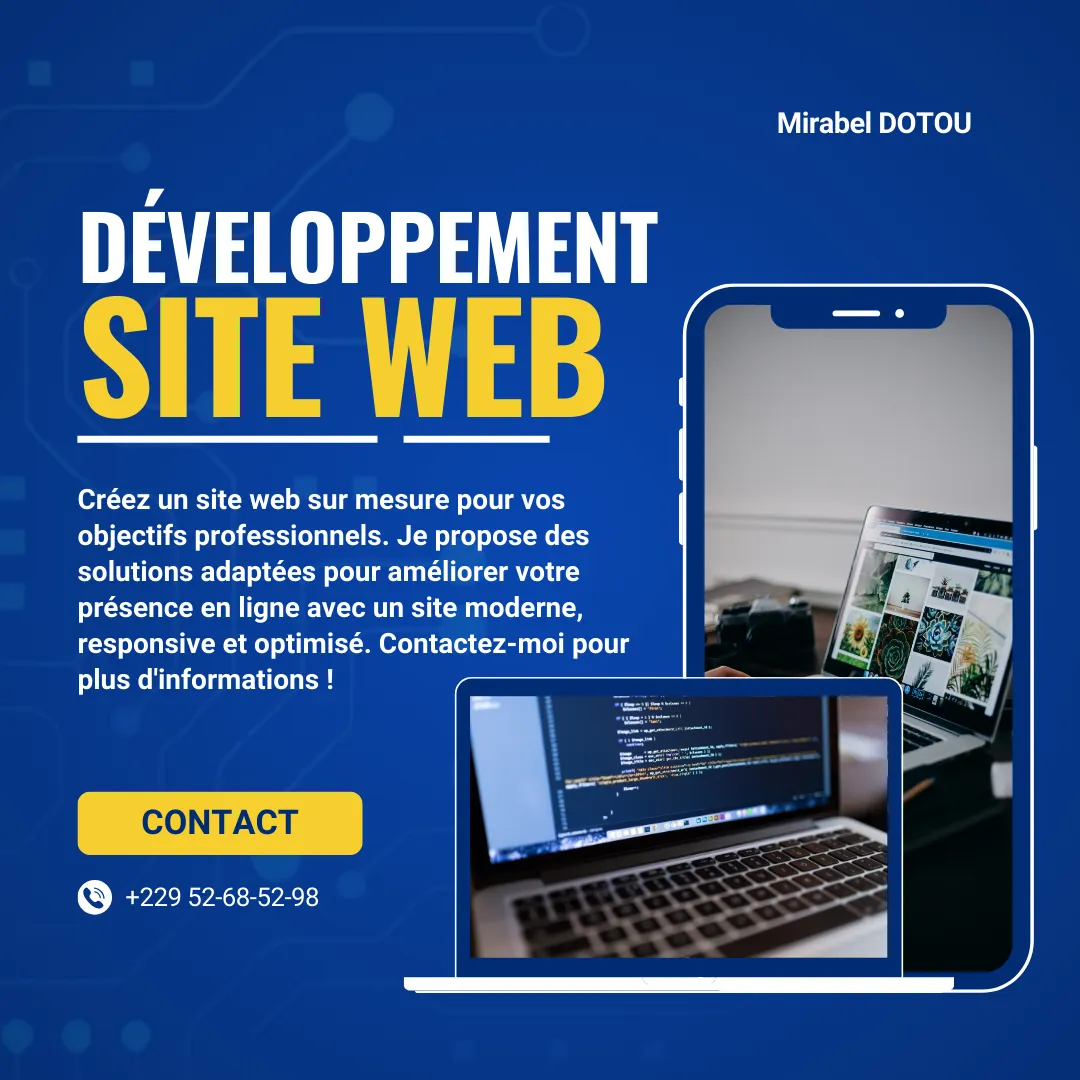 Mirabel DOTOU
DÉVELOPPEMENT
SITE WEB
Créez un site web sur mesure pour vos
objectifs professionnels. Je propose des
solutions adaptées pour améliorer votre
présence en ligne avec un site moderne,
responsive et optimisé. Contactez-moi pour
plus d'informations !
CONTACT
+229 52-68-52-98